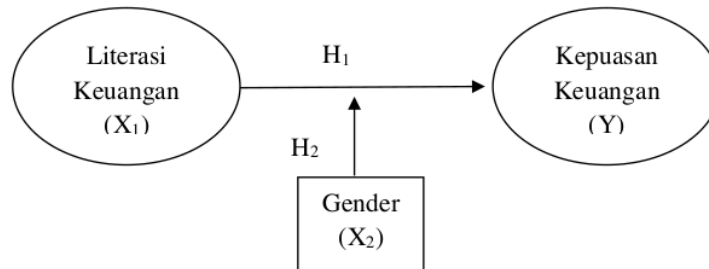 Literasi
Keuangan
(X₁)
H₁
Kepuasan
Keuangan
(Y)
H₂
Gender
(X₂)